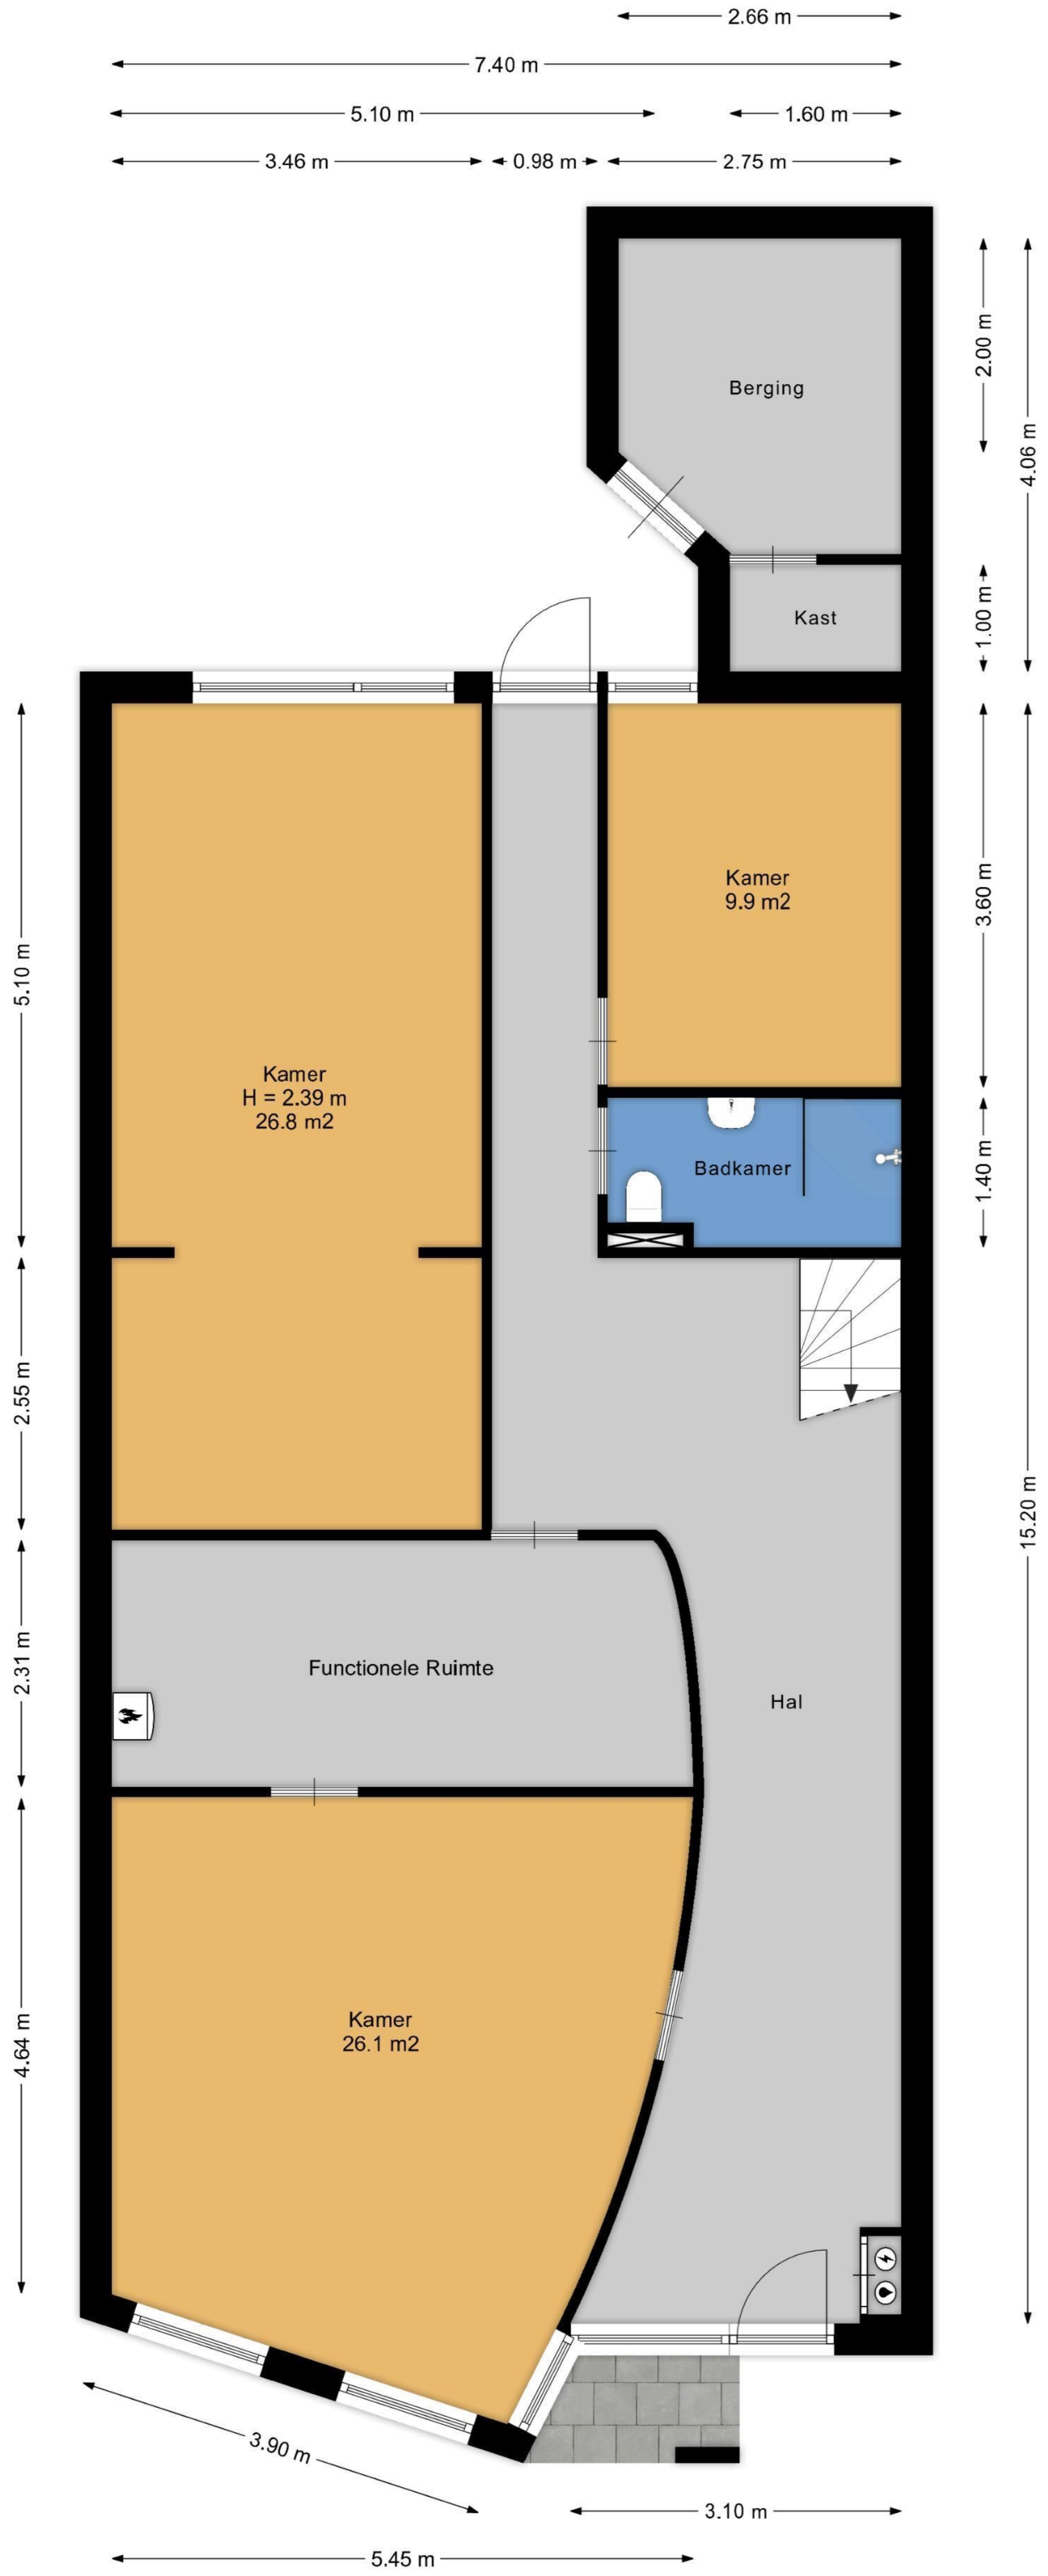 2.66 m
7.40 m
5.10 m
1.60 m
3.46 m
0.98 m
2.75 m
2.00 m
4.06 m
Berging
1.00 m
Kast
3.60 m
Kamer
9.9 m2
5.10 m
Kamer
H = 2.39 m
26.8 m2
1.40 m
Badkamer
2.55 m
15.20 m
2.31 m
Functionele Ruimte
Hal
4.64 m
Kamer
26.1 m2
3.90 m
3.10 m
5.45 m